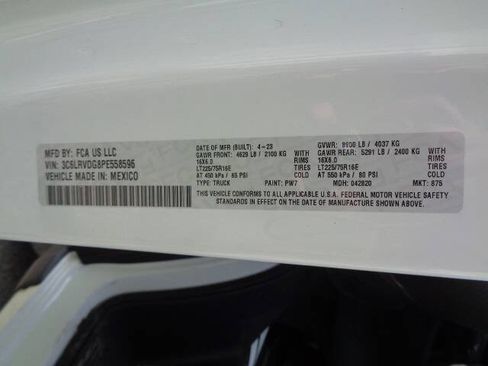 MFD BY: FCA US LLC
VIN: 3C6LRVDG8PE558596
VEHICLE MADE IN: MEXICO
DATE OF MFR (BUILT): 4-23
GAWR FRONT: 4629 LB / 2100 KG WITH
16X6.0 RIMS
LT225/75R16E TIRES
AT 450 kPa / 65 PSI COLD
TYPE: TRUCK PAINT: PW7
GVWR: 8900 LB / 4037 KG
GAWR REAR: 5291 LB / 2400 KG WITH
16X6.0 RIMS
LT225/75R16E TIRES
AT 550 kPa / 80 PSI COLD
MDH: 042820 MKT: 875
THIS VEHICLE CONFORMS TO ALL APPLICABLE U.S.A. FEDERAL MOTOR VEHICLE SAFETY
STANDARDS IN EFFECT ON THE DATE OF MANUFACTURE SHOWN ABOVE.